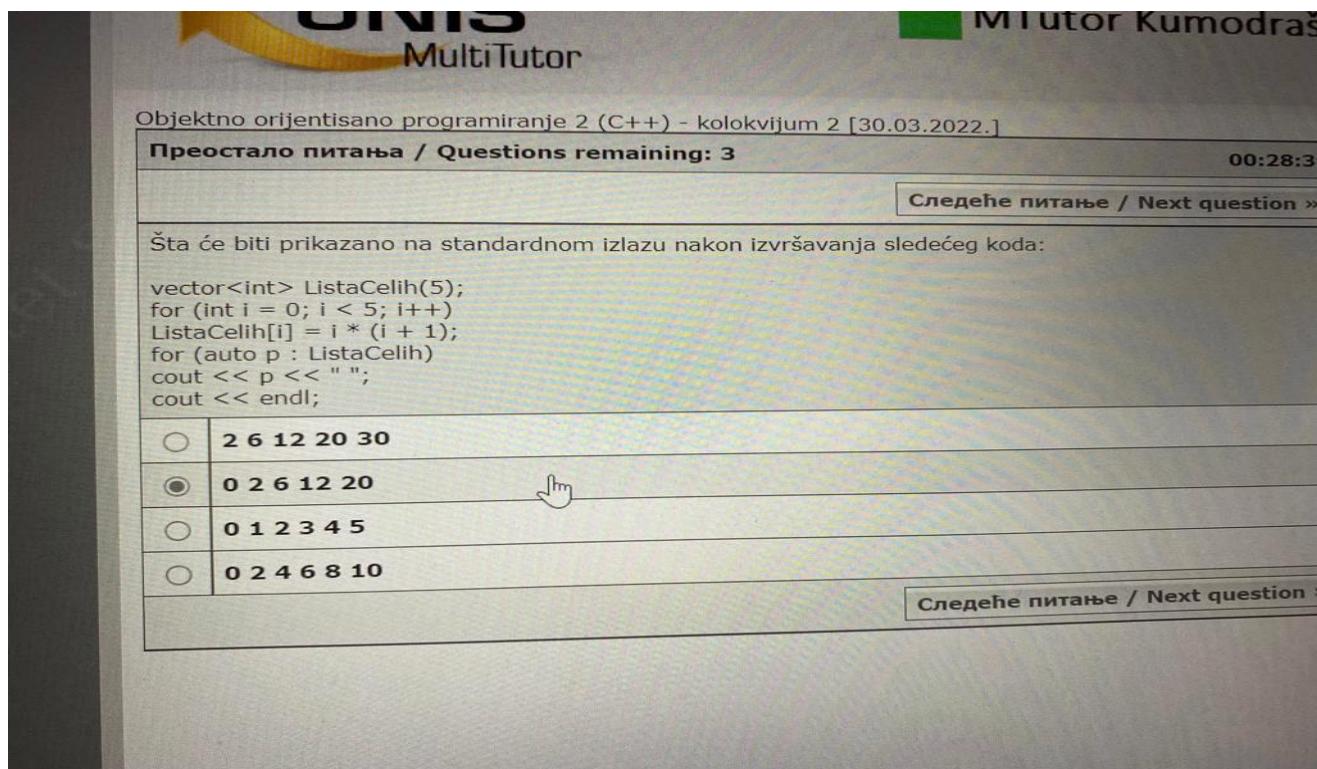 MultiTutor
MTutor Kumodraš
Objektno orijentisano programiranje 2 (C++) - kolokvijum 2 [30.03.2022.]
Преостало питања / Questions remaining: 3
00:28:3
Следеће питање / Next question »
Šta će biti prikazano na standardnom izlazu nakon izvršavanja sledećeg koda:
vector<int> ListaCelih(5);
for (int i = 0; i < 5; i++)
ListaCelih[i] = i * (i + 1);
for (auto p : ListaCelih)
cout << p << " ";
cout << endl;
2 6 12 20 30
0 2 6 12 20
0 1 2 3 4 5
0 2 4 6 8 10
Следеће питање / Next question